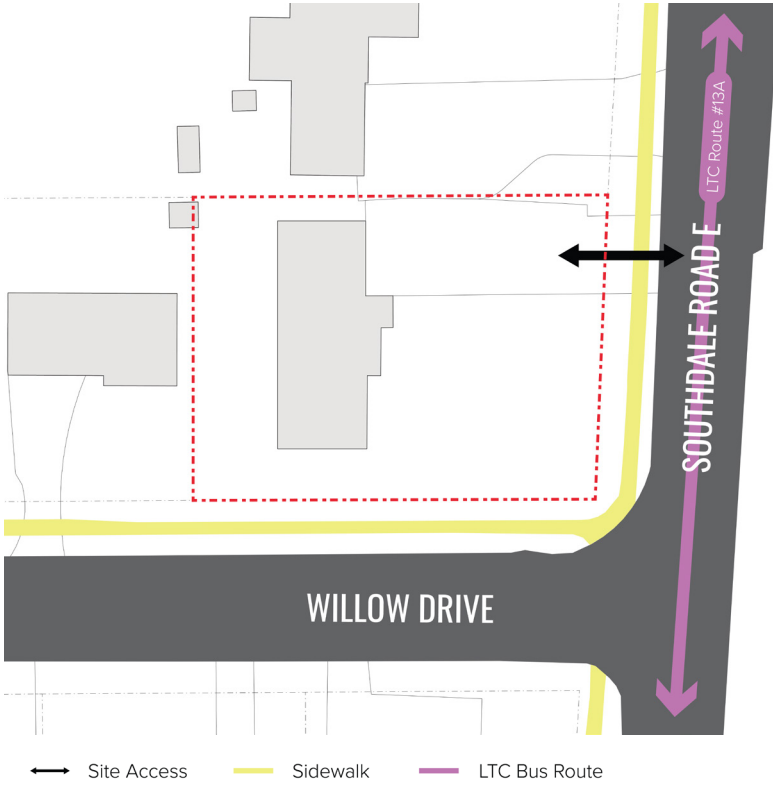 LTC Route #13A
SOUTHDALE ROAD E
WILLOW DRIVE
Site Access
Sidewalk
LTC Bus Route